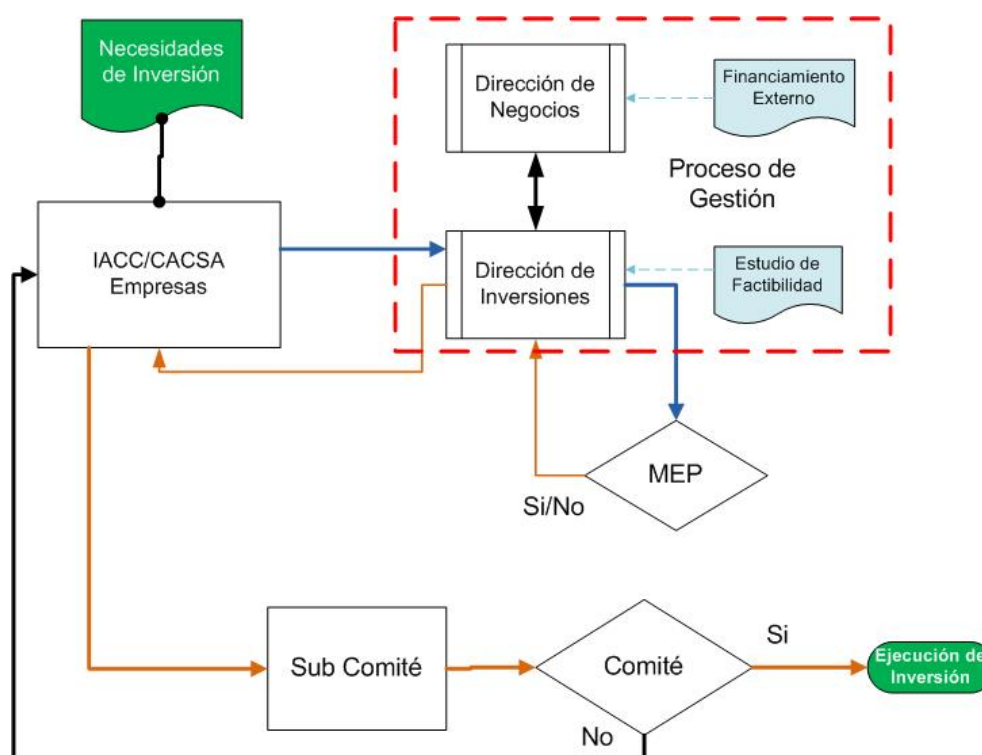 Necesidades
de Inversión
Dirección de
Negocios
Financiamiento
Externo
Proceso de
Gestión
IACC/CACSA
Empresas
Dirección de
Inversiones
Estudio de
Factibilidad
MEP
Si/No
Sub Comité
Comité
Si
Ejecución de
Inversión
No